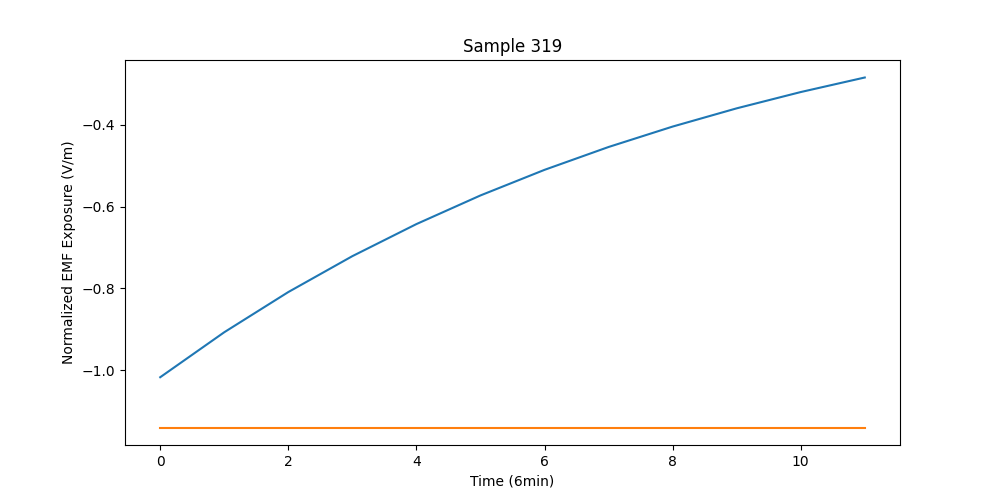 Sample 319
Normalized EMF Exposure (V/m)
−0.4
−0.6
−0.8
−1.0
0 2 4 6 8 10
Time (6min)